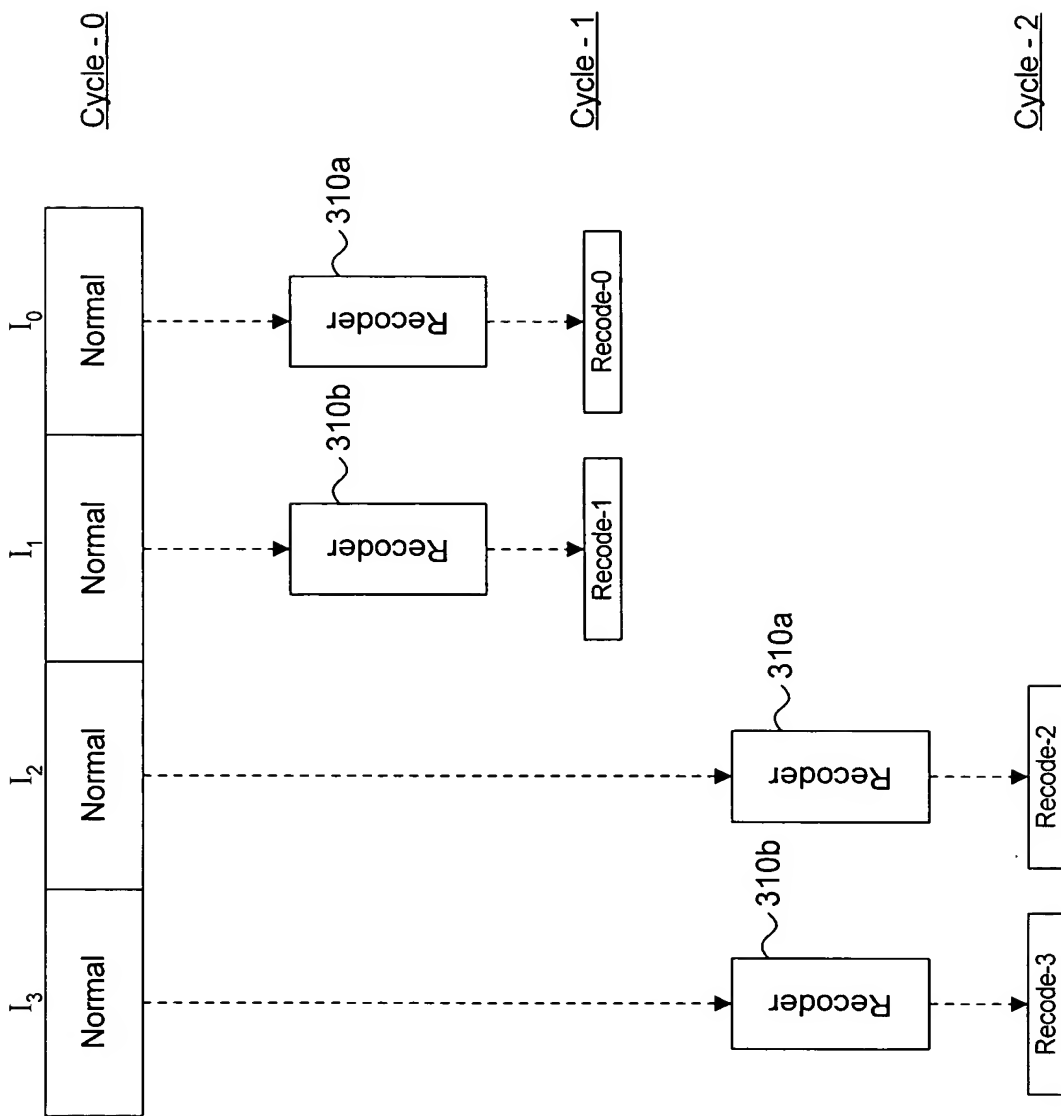 I₃ I₂ I₁ I₀
Normal Normal Normal Normal Cycle - 0
310b 310a
Recoder Recoder
Recode-1 Recode-0 Cycle - 1
310b 310a
Recoder Recoder
Recode-3 Recode-2 Cycle - 2